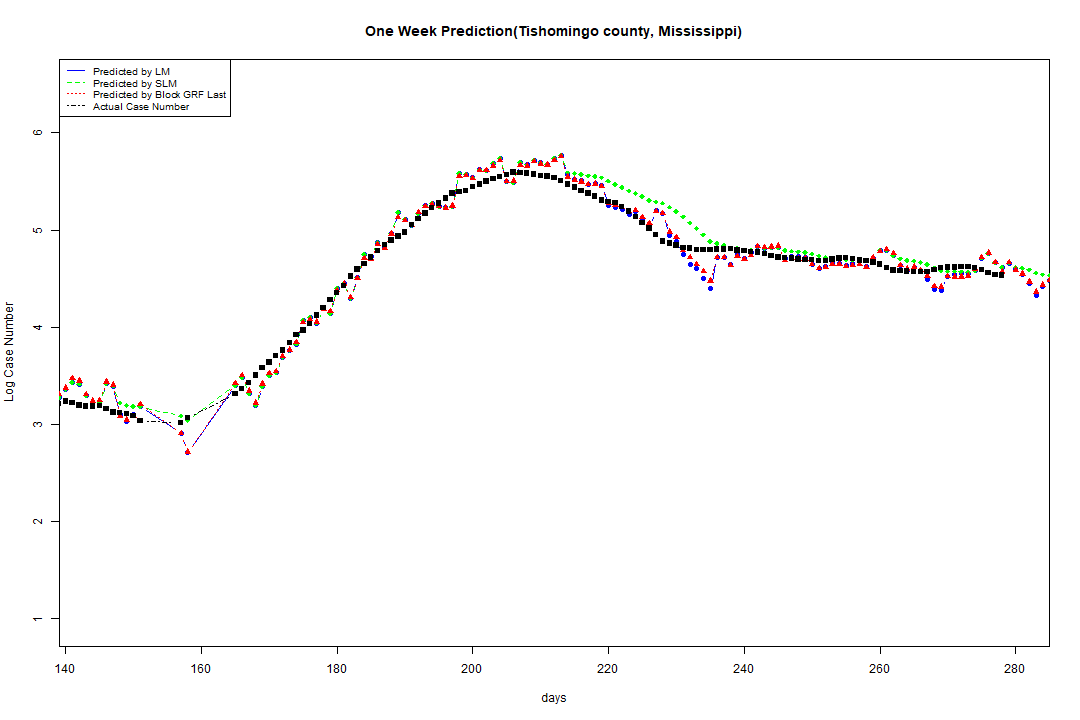 One Week Prediction(Tishomingo county, Mississippi)
Predicted by LM
Predicted by SLM
Predicted by Block GRF Last
Actual Case Number
Log Case Number
6
5
4
3
2
1
140 160 180 200 220 240 260 280
days